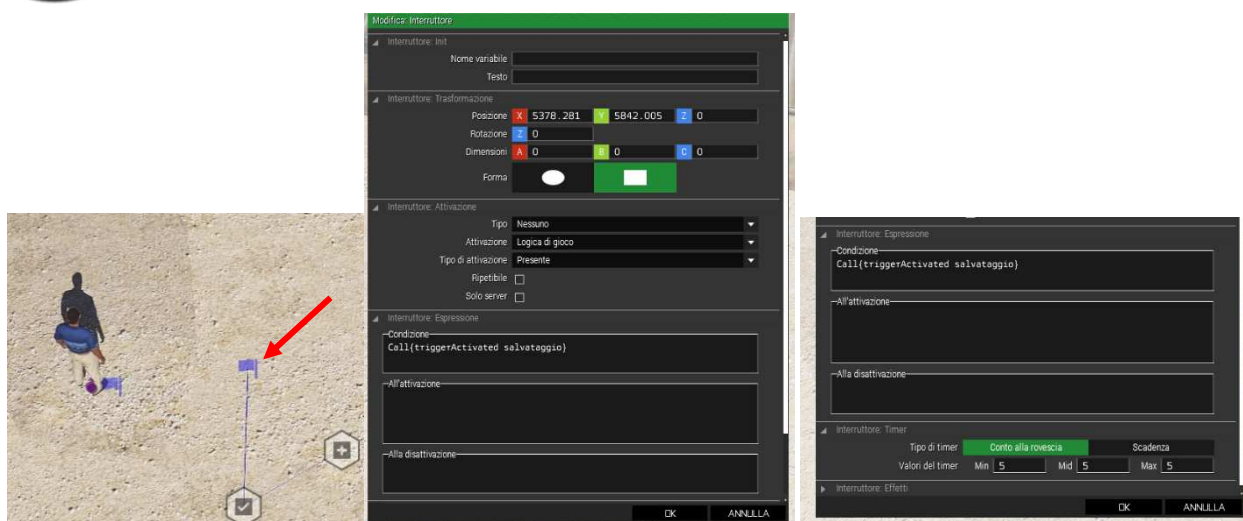 Modifica: Interruttore
Interruttore: Init
Nome variabile
Testo
Interruttore: Trasformazione
Posizione X 5378.281 Y 5842.005 Z 0
Rotazione Z 0
Dimensioni A 0 B 0 C 0
Forma
Interruttore: Attivazione
Tipo Nessuno
Attivazione Logica di gioco
Tipo di attivazione Presente
Ripetibile
Solo server
Interruttore: Espressione
Condizione
Call{triggerActivated salvataggio}
All'attivazione
Alla disattivazione
OK ANNULLA
Interruttore: Espressione
Condizione
Call{triggerActivated salvataggio}
All'attivazione
Alla disattivazione
Interruttore: Timer
Tipo di timer Conto alla rovescia Scadenza
Valori del timer Min 5 Mid 5 Max 5
Interruttore: Effetti
OK ANNULLA